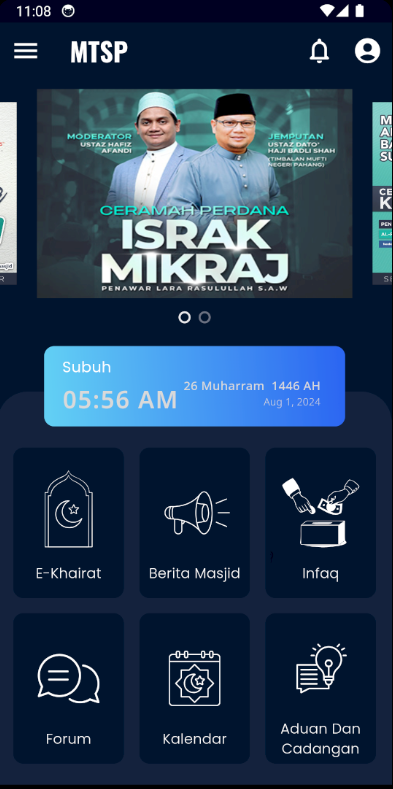 11:08
MTSP
MODERATOR
USTAZ HAFIZ
AFANDI
JEMPUTAN
USTAZ DATO'
HAJI BADLI SHAH
(TIMBALAN MUFTI
NEGERI PAHANG)
CERAMAH PERDANA
ISRAK
MIKRAJ
PENAWAR LARA RASULULLAH S.A.W
Subuh
05:56 AM
26 Muharram 1446 AH
Aug 1, 2024
E-Khairat
Berita Masjid
Infaq
Forum
Kalendar
Aduan Dan
Cadangan